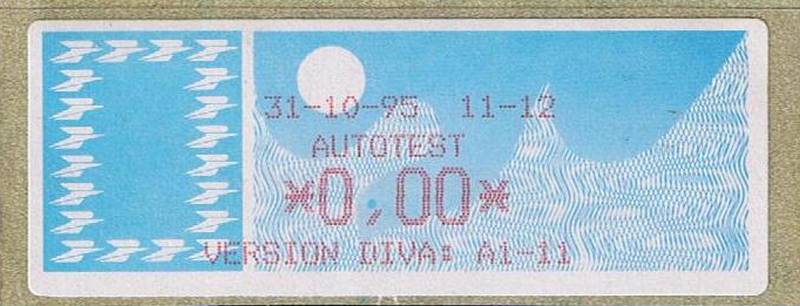 31-10-95 11-12
AUTOTEST
*0,00*
VERSION DIVA: A1-11